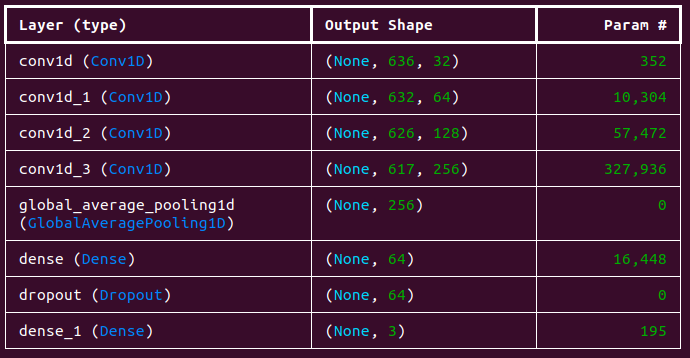 Layer (type) Output Shape Param #
conv1d (Conv1D) (None, 636, 32) 352
conv1d_1 (Conv1D) (None, 632, 64) 10,304
conv1d_2 (Conv1D) (None, 626, 128) 57,472
conv1d_3 (Conv1D) (None, 617, 256) 327,936
global_average_pooling1d (None, 256) 0
(GlobalAveragePooling1D)
dense (Dense) (None, 64) 16,448
dropout (Dropout) (None, 64) 0
dense_1 (Dense) (None, 3) 195